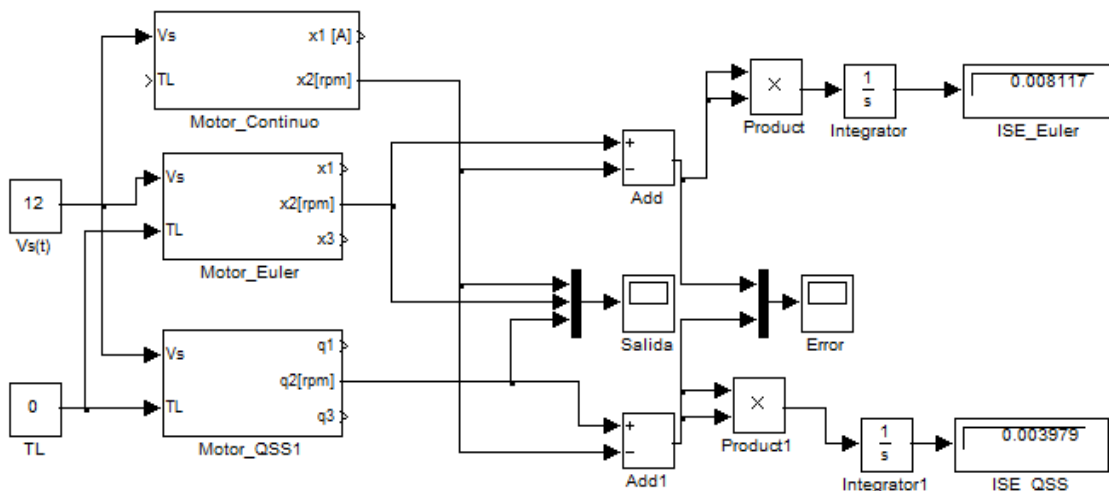 Vs
x1 [A]
TL
x2[rpm]
Motor_Continuo
Vs
x1
x2[rpm]
TL
x3
Motor_Euler
12
Vs(t)
Vs
q1
q2[rpm]
TL
q3
Motor_QSS1
0
TL
+
−
Add
×
Product
1
s
Integrator
0.008117
ISE_Euler
Salida
Error
+
−
Add1
×
Product1
1
s
Integrator1
0.003979
ISE_QSS